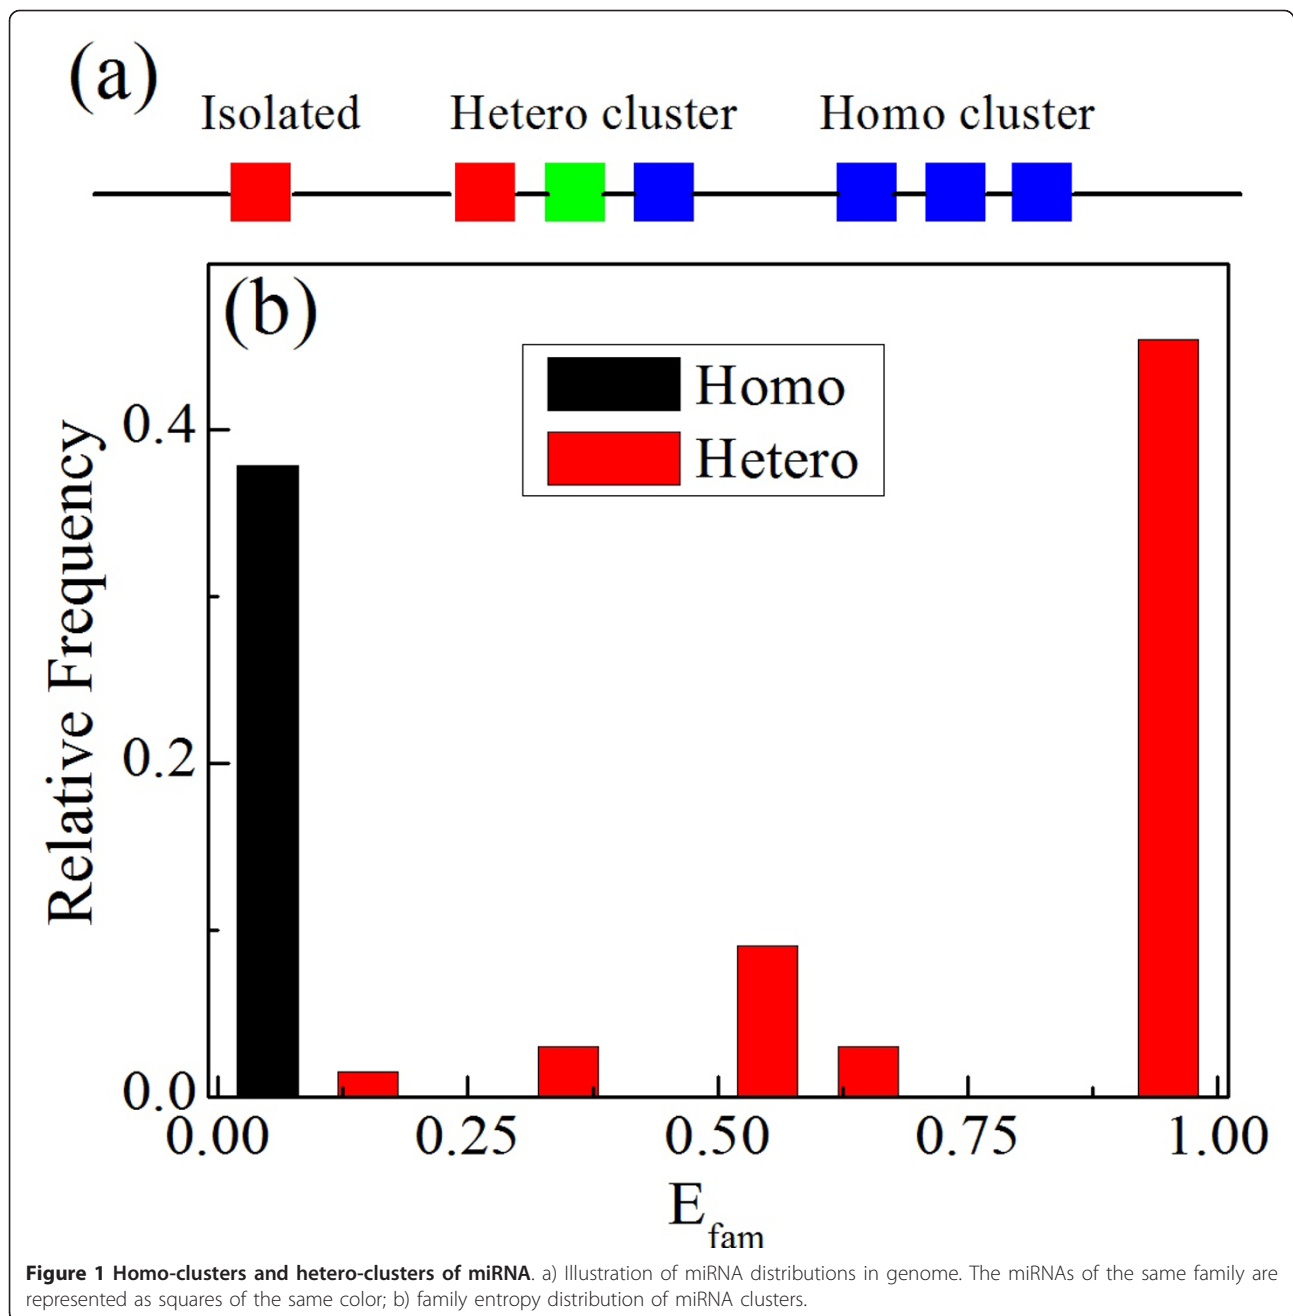 (a)
Isolated Hetero cluster Homo cluster
(b)
Homo
Hetero
Relative Frequency
0.4
0.2
0.0
0.00 0.25 0.50 0.75 1.00
E_fam
Figure 1 Homo-clusters and hetero-clusters of miRNA. a) Illustration of miRNA distributions in genome. The miRNAs of the same family are
represented as squares of the same color; b) family entropy distribution of miRNA clusters.